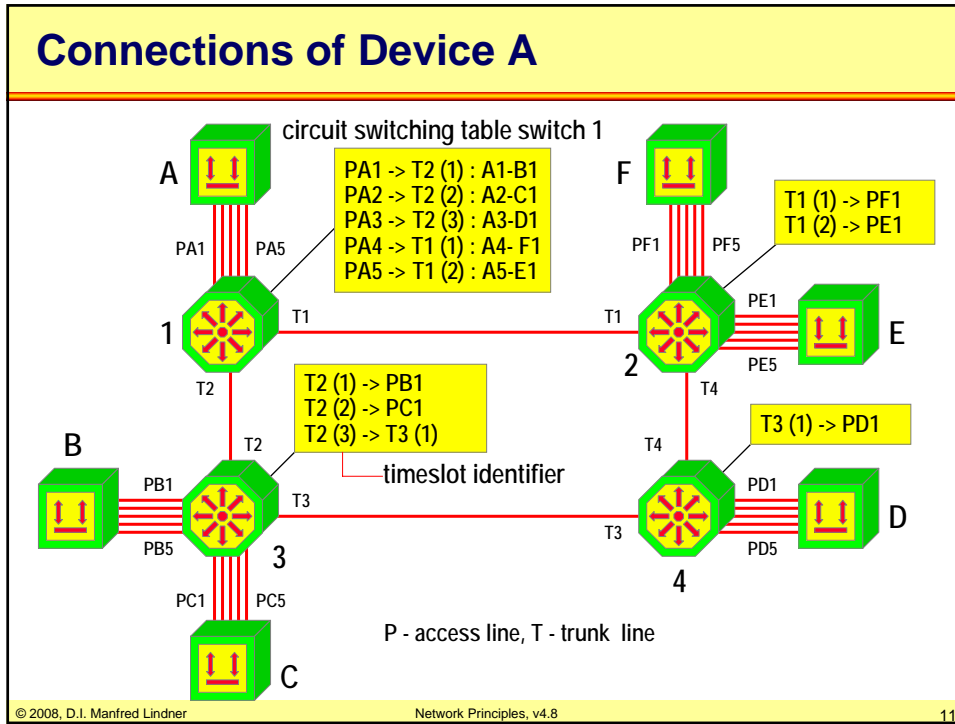 Connections of Device A
circuit switching table switch 1
A
PA1 -> T2 (1) : A1-B1
PA2 -> T2 (2) : A2-C1
PA3 -> T2 (3) : A3-D1
PA4 -> T1 (1) : A4- F1
PA5 -> T1 (2) : A5-E1
F
T1 (1) -> PF1
T1 (2) -> PE1
PA1
PA5
PF1
PF5
PE1
E
PE5
1
T1
T1
2
T2
T4
T2 (1) -> PB1
T2 (2) -> PC1
T2 (3) -> T3 (1)
T3 (1) -> PD1
B
T2
timeslot identifier
T4
PB1
T3
PD1
D
PB5
3
T3
PD5
4
PC1
PC5
P - access line, T - trunk line
C
© 2008, D.I. Manfred Lindner
Network Principles, v4.8
11